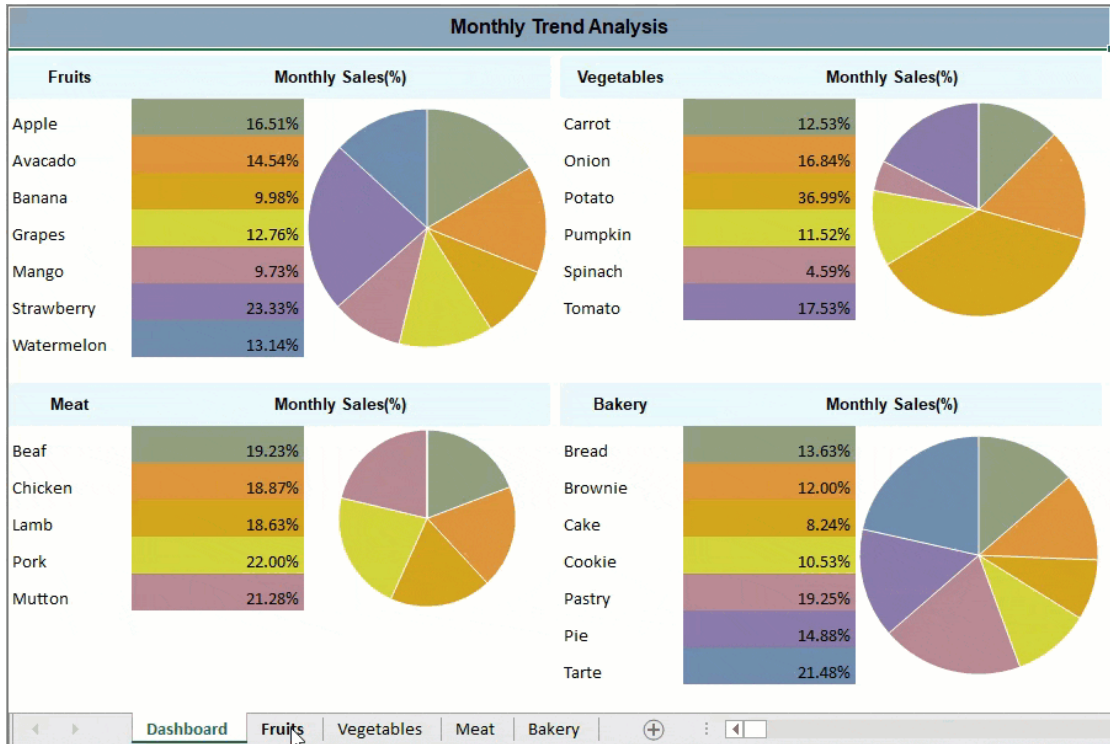 Monthly Trend Analysis
Fruits Monthly Sales(%)
Apple 16.51%
Avacado 14.54%
Banana 9.98%
Grapes 12.76%
Mango 9.73%
Strawberry 23.33%
Watermelon 13.14%
Vegetables Monthly Sales(%)
Carrot 12.53%
Onion 16.84%
Potato 36.99%
Pumpkin 11.52%
Spinach 4.59%
Tomato 17.53%
Meat Monthly Sales(%)
Beaf 19.23%
Chicken 18.87%
Lamb 18.63%
Pork 22.00%
Mutton 21.28%
Bakery Monthly Sales(%)
Bread 13.63%
Brownie 12.00%
Cake 8.24%
Cookie 10.53%
Pastry 19.25%
Pie 14.88%
Tarte 21.48%
Dashboard Fruits Vegetables Meat Bakery